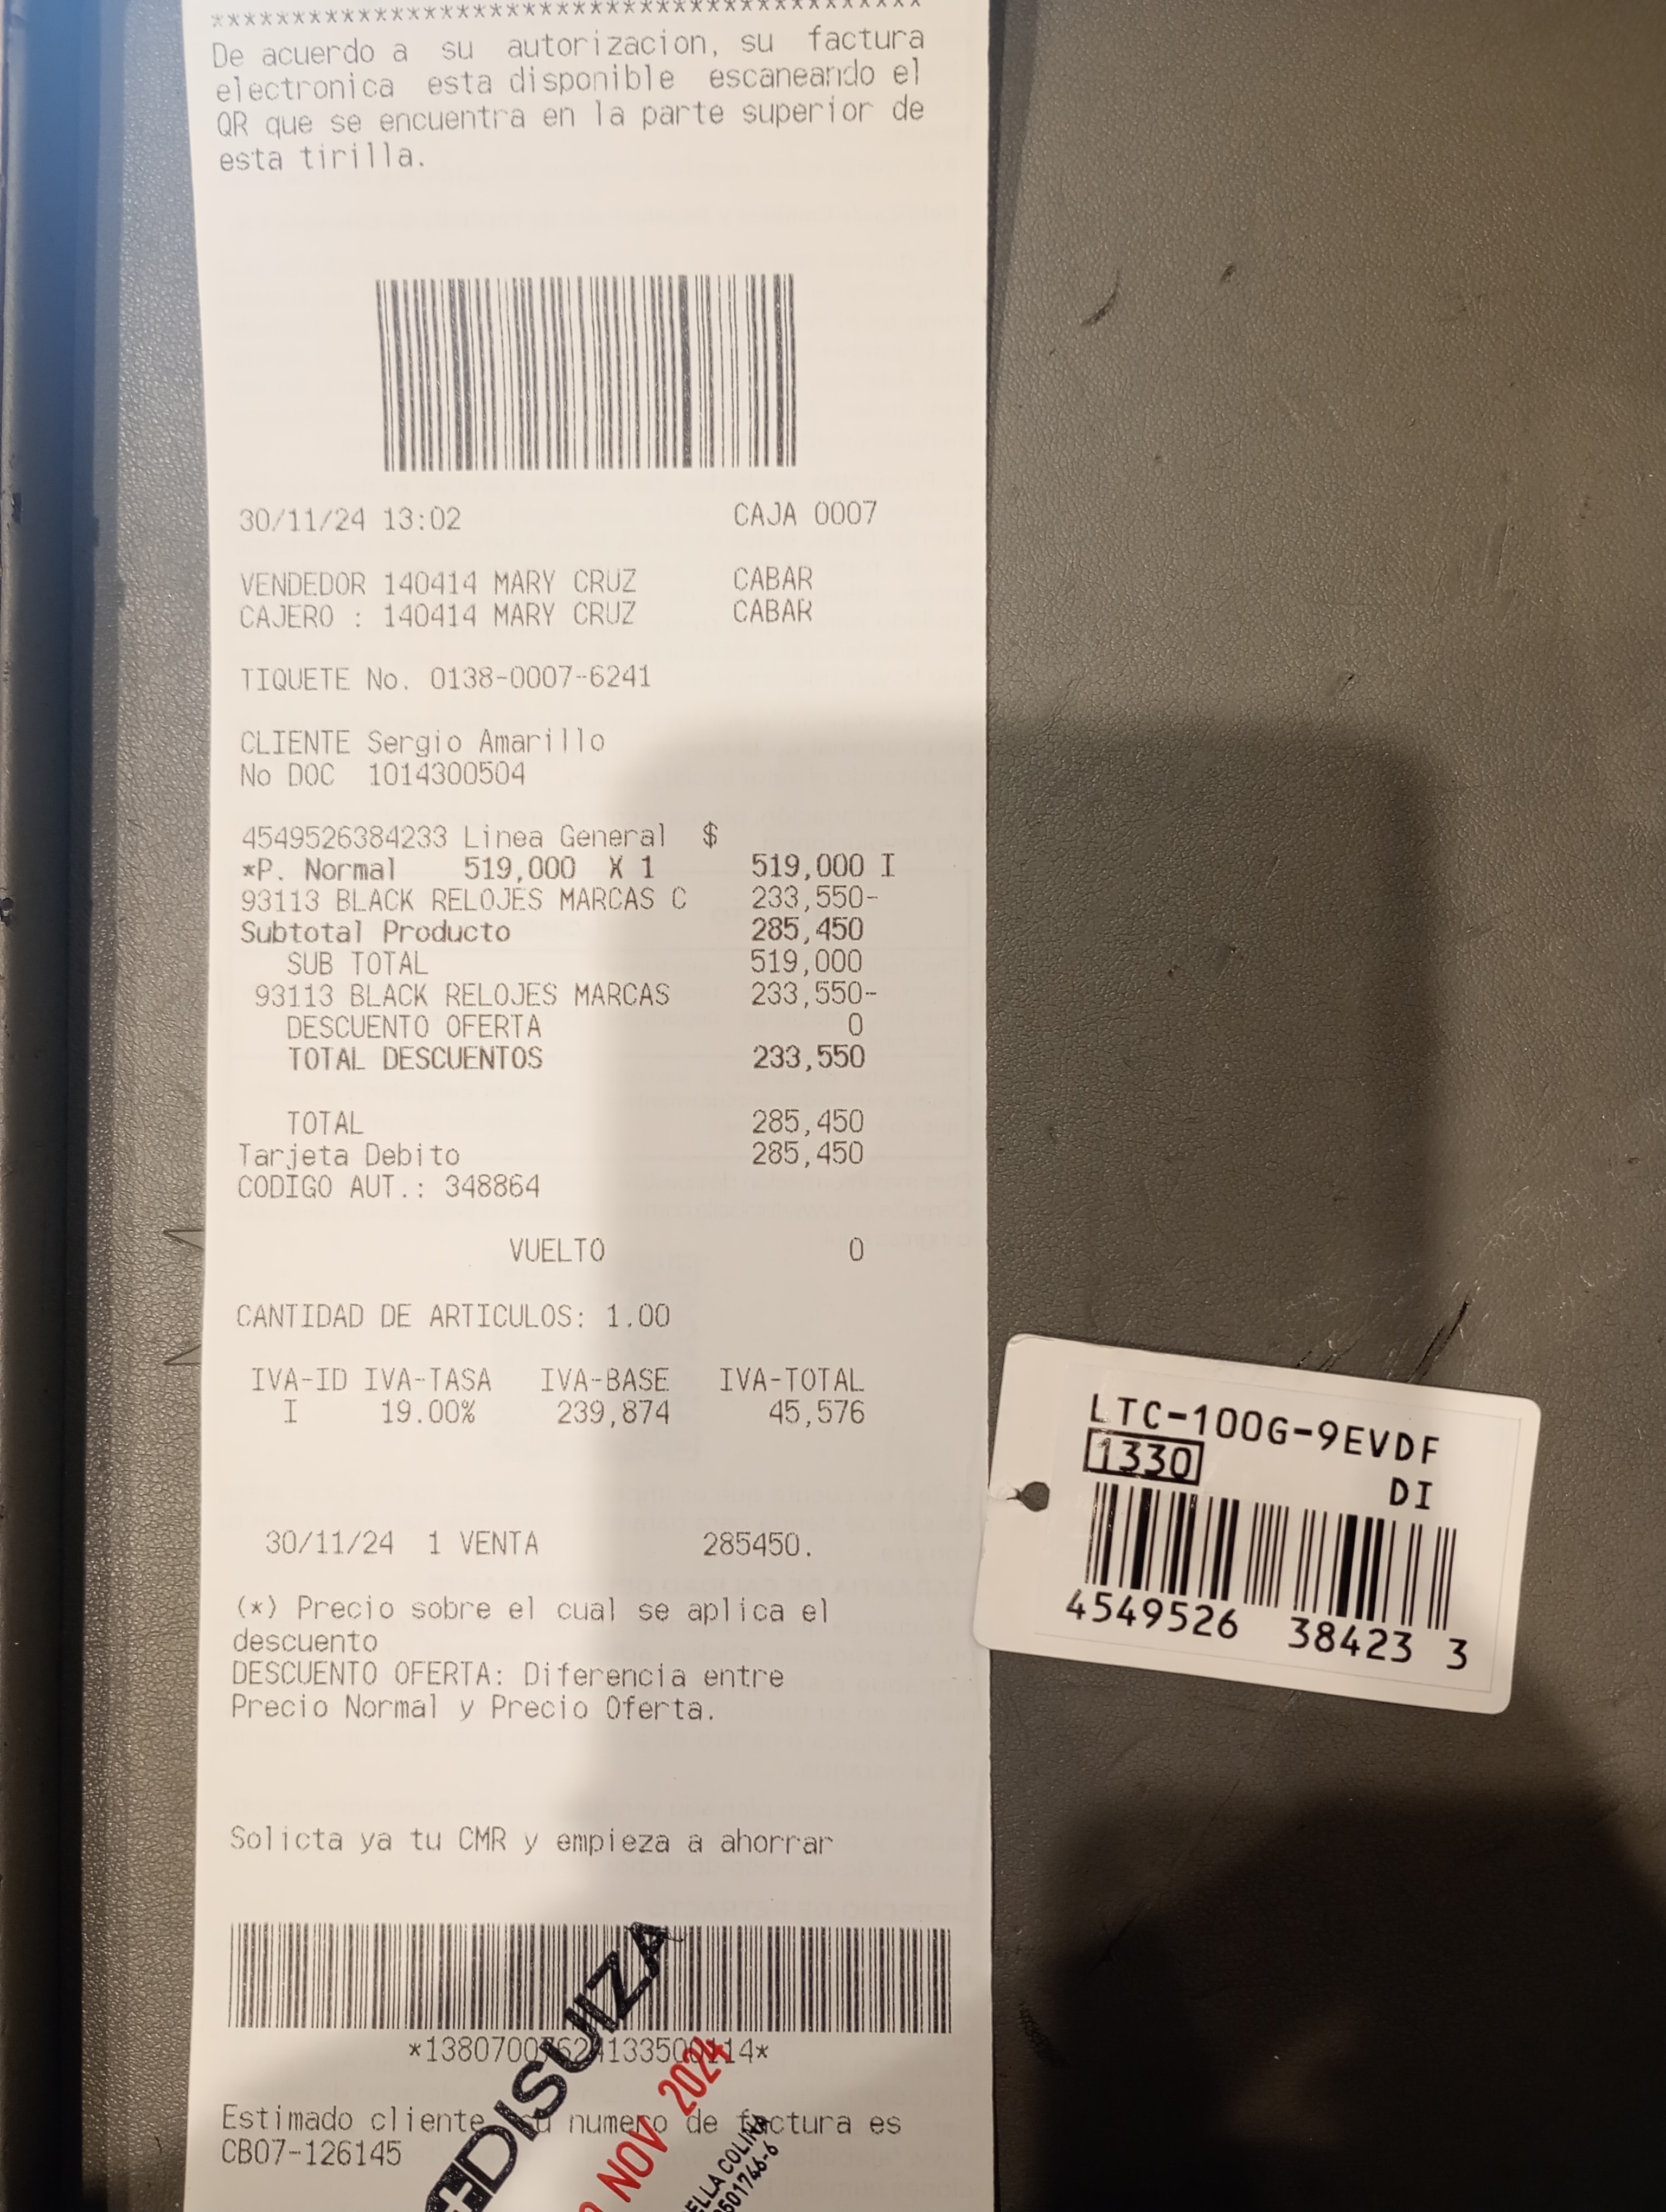 ****************************************
De acuerdo a su autorizacion, su factura
electronica esta disponible escaneando el
QR que se encuentra en la parte superior de
esta tirilla.
30/11/24 13:02 CAJA 0007
VENDEDOR 140414 MARY CRUZ CABAR
CAJERO : 140414 MARY CRUZ CABAR
TIQUETE No. 0138-0007-6241
CLIENTE Sergio Amarillo
No DOC 1014300504
4549526384233 Linea General $
*P. Normal 519,000 X 1 519,000 I
93113 BLACK RELOJES MARCAS C 233,550-
Subtotal Producto 285,450
SUB TOTAL 519,000
93113 BLACK RELOJES MARCAS 233,550-
DESCUENTO OFERTA 0
TOTAL DESCUENTOS 233,550
TOTAL 285,450
Tarjeta Debito 285,450
CODIGO AUT.: 348864
VUELTO 0
CANTIDAD DE ARTICULOS: 1.00
IVA-ID IVA-TASA IVA-BASE IVA-TOTAL
I 19.00% 239,874 45,576
30/11/24 1 VENTA 285450.
(*) Precio sobre el cual se aplica el
descuento
DESCUENTO OFERTA: Diferencia entre
Precio Normal y Precio Oferta.
Solicta ya tu CMR y empieza a ahorrar
Estimado cliente, su numero de factura es
CB07-126145
DISUIZA
NOV 2024
LTC-100G-9EVDF
1330
DI
4549526 38423 3